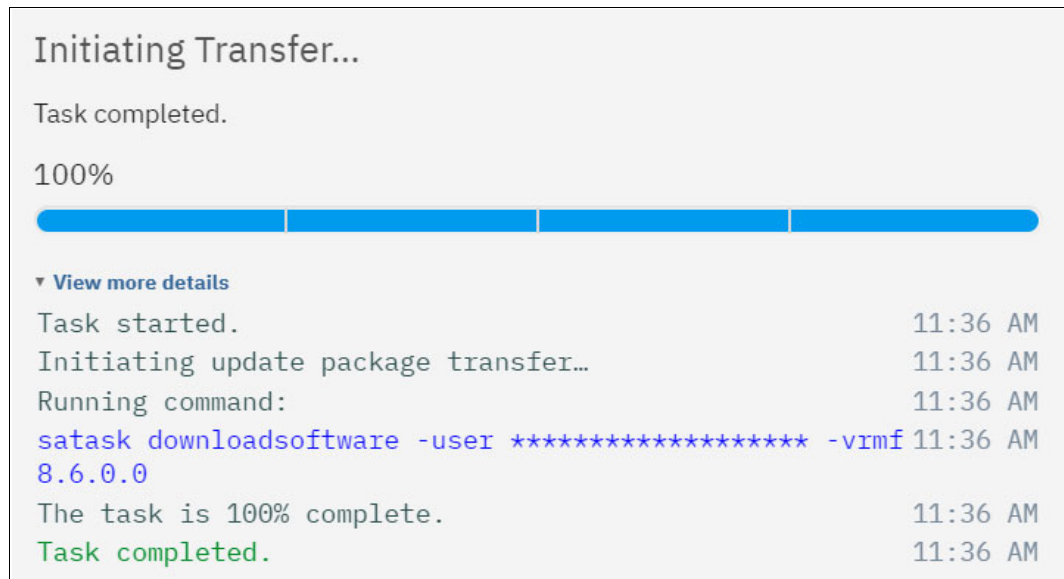 Initiating Transfer...
Task completed.
100%
▾ View more details
Task started. 11:36 AM
Initiating update package transfer… 11:36 AM
Running command: 11:36 AM
satask downloadsoftware -user ******************* -vrmf 11:36 AM
8.6.0.0
The task is 100% complete. 11:36 AM
Task completed. 11:36 AM